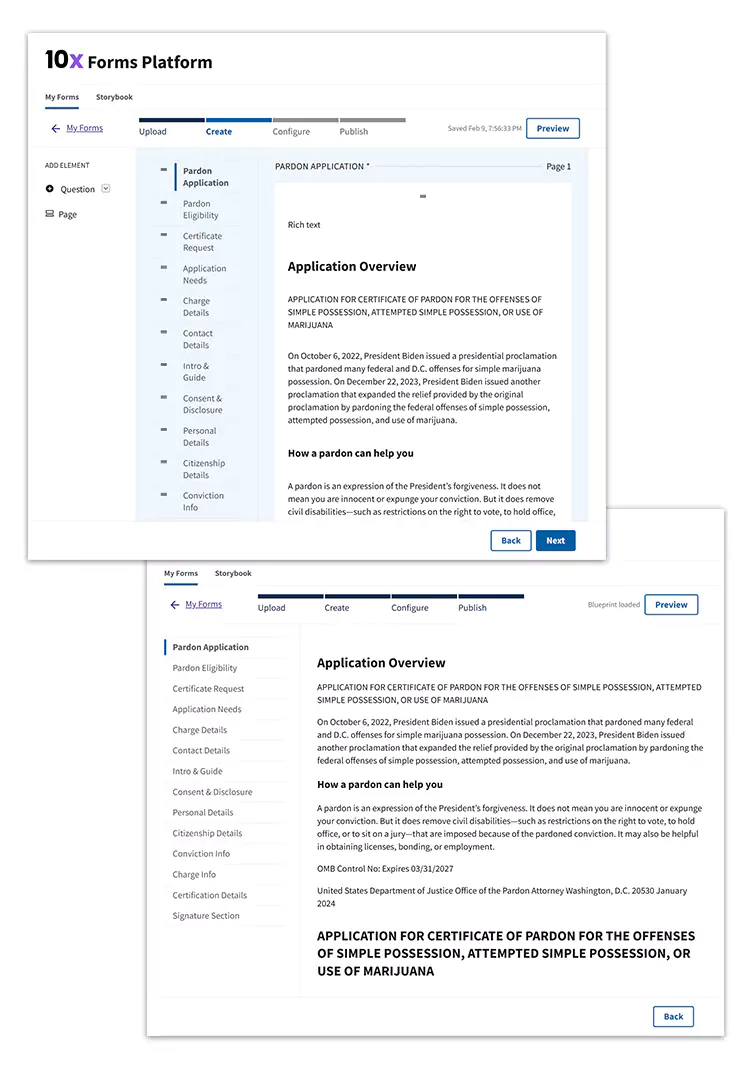 10x Forms Platform
My Forms Storybook
My Forms
Upload Create Configure Publish
Saved Feb 9, 7:56:33 PM Preview
ADD ELEMENT
Question
Page
Pardon
Application
Pardon
Eligibility
Certificate
Request
Application
Needs
Charge
Details
Contact
Details
Intro &
Guide
Consent &
Disclosure
Personal
Details
Citizenship
Details
Conviction
Info
PARDON APPLICATION * Page 1
Rich text
Application Overview
APPLICATION FOR CERTIFICATE OF PARDON FOR THE OFFENSES OF
SIMPLE POSSESSION, ATTEMPTED SIMPLE POSSESSION, OR USE OF
MARIJUANA
On October 6, 2022, President Biden issued a presidential proclamation
that pardoned many federal and D.C. offenses for simple marijuana
possession. On December 22, 2023, President Biden issued another
proclamation that expanded the relief provided by the original
proclamation by pardoning the federal offenses of simple possession,
attempted possession, and use of marijuana.
How a pardon can help you
A pardon is an expression of the President's forgiveness. It does not
mean you are innocent or expunge your conviction. But it does remove
civil disabilities—such as restrictions on the right to vote, to hold office,
Back Next
My Forms Storybook
My Forms
Upload Create Configure Publish
Blueprint loaded Preview
Pardon Application
Pardon Eligibility
Certificate Request
Application Needs
Charge Details
Contact Details
Intro & Guide
Consent & Disclosure
Personal Details
Citizenship Details
Conviction Info
Charge Info
Certification Details
Signature Section
Application Overview
APPLICATION FOR CERTIFICATE OF PARDON FOR THE OFFENSES OF SIMPLE POSSESSION, ATTEMPTED
SIMPLE POSSESSION, OR USE OF MARIJUANA
On October 6, 2022, President Biden issued a presidential proclamation that pardoned many federal
and D.C. offenses for simple marijuana possession. On December 22, 2023, President Biden issued
another proclamation that expanded the relief provided by the original proclamation by pardoning the
federal offenses of simple possession, attempted possession, and use of marijuana.
How a pardon can help you
A pardon is an expression of the President's forgiveness. It does not mean you are innocent or expunge
your conviction. But it does remove civil disabilities—such as restrictions on the right to vote, to hold
office, or to sit on a jury—that are imposed because of the pardoned conviction. It may also be helpful
in obtaining licenses, bonding, or employment.
OMB Control No: Expires 03/31/2027
United States Department of Justice Office of the Pardon Attorney Washington, D.C. 20530 January
2024
APPLICATION FOR CERTIFICATE OF PARDON FOR THE OFFENSES
OF SIMPLE POSSESSION, ATTEMPTED SIMPLE POSSESSION, OR
USE OF MARIJUANA
Back